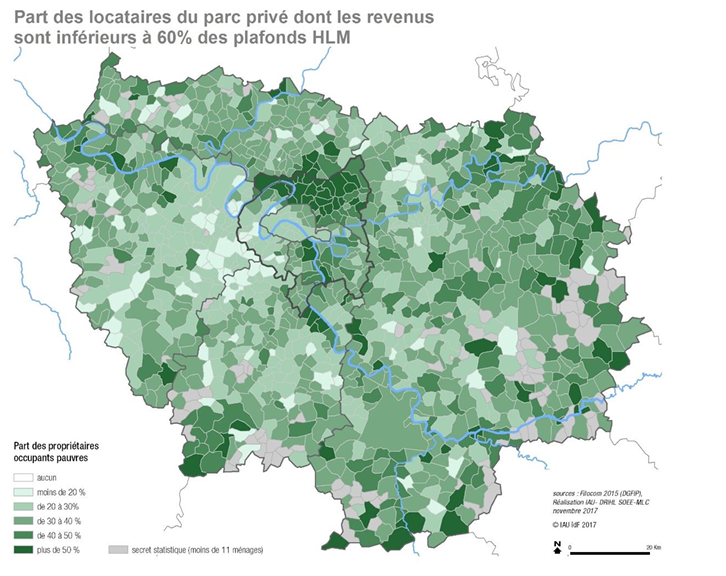 Part des locataires du parc privé dont les revenus
sont inférieurs à 60% des plafonds HLM
Part des propriétaires
occupants pauvres
aucun
moins de 20 %
de 20 à 30%
de 30 à 40 %
de 40 à 50 %
plus de 50 %
secret statistique (moins de 11 ménages)
sources : Filocom 2015 (DGFIP),
Réalisation IAU- DRIHL SOEE-MLC
novembre 2017
© IAU îdF 2017
N
0
20 Km